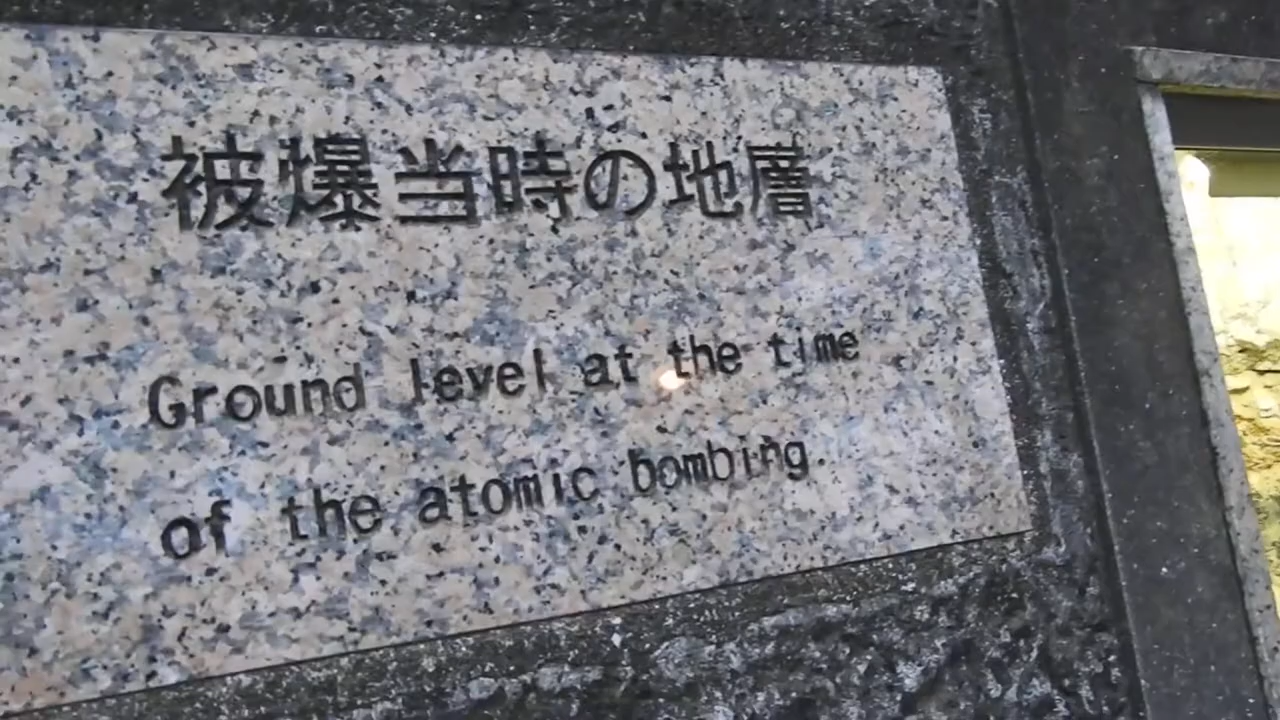 被爆当時の地層
Ground level at the time
of the atomic bombing.